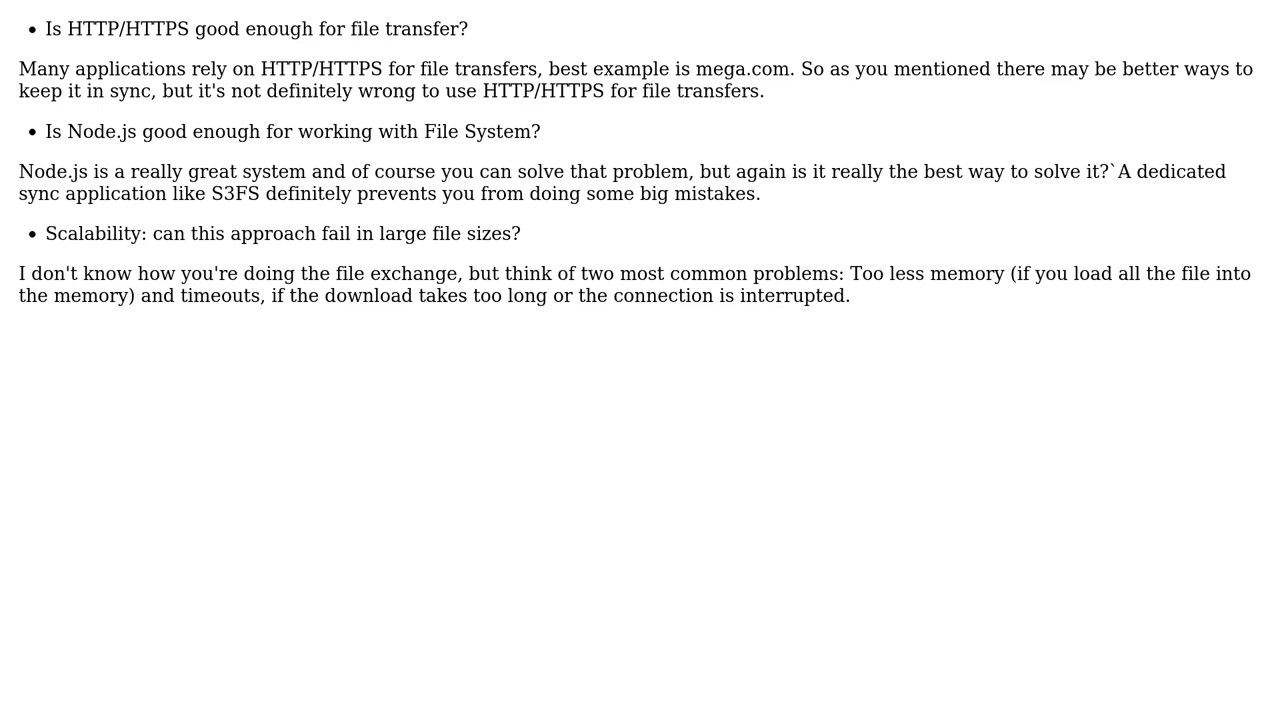 • Is HTTP/HTTPS good enough for file transfer?
Many applications rely on HTTP/HTTPS for file transfers, best example is mega.com. So as you mentioned there may be better ways to
keep it in sync, but it's not definitely wrong to use HTTP/HTTPS for file transfers.
• Is Node.js good enough for working with File System?
Node.js is a really great system and of course you can solve that problem, but again is it really the best way to solve it?`A dedicated
sync application like S3FS definitely prevents you from doing some big mistakes.
• Scalability: can this approach fail in large file sizes?
I don't know how you're doing the file exchange, but think of two most common problems: Too less memory (if you load all the file into
the memory) and timeouts, if the download takes too long or the connection is interrupted.